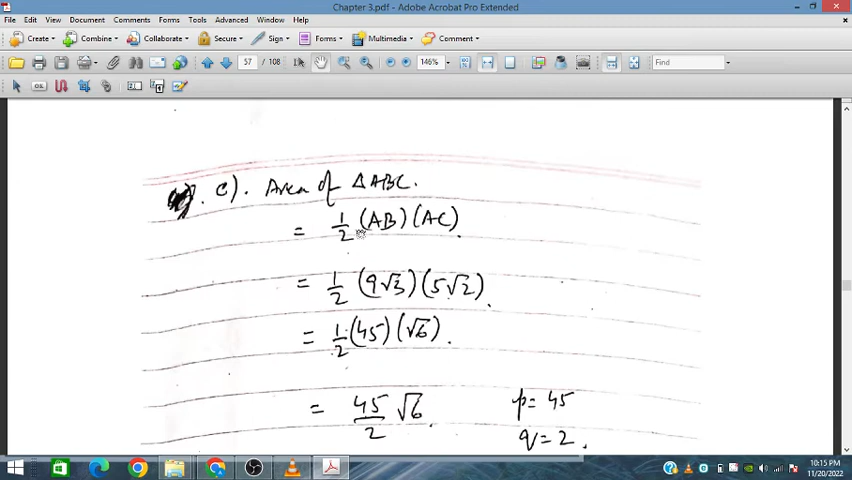 Chapter 3.pdf - Adobe Acrobat Pro Extended
File Edit View Document Comments Forms Tools Advanced Window Help
Create Combine Collaborate Secure Sign Forms Multimedia Comment
57 / 108 146% Find
c). Area of ΔABC.
= 1/2 (AB)(AC).
= 1/2 (9√3)(5√2).
= 1/2 (45)(√6).
= 45/2 √6. p = 45
q = 2.
10:15 PM
11/20/2022